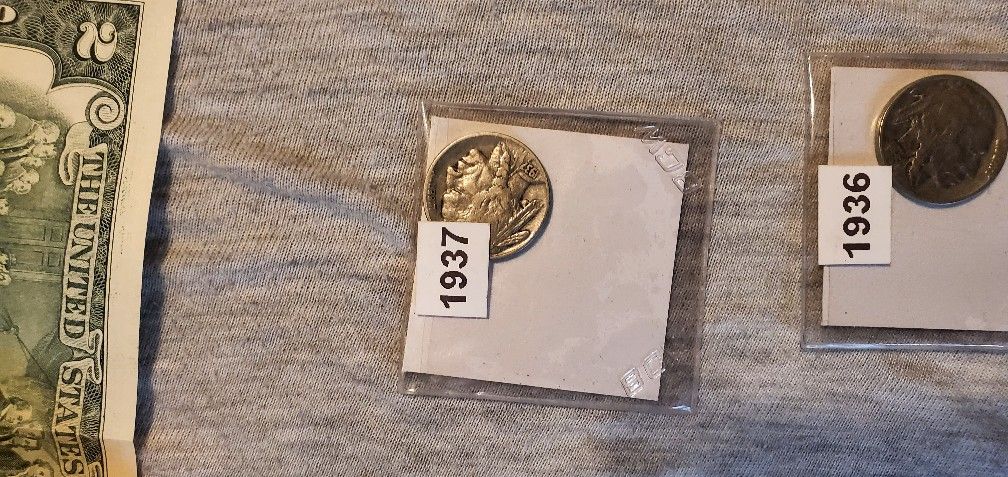 2
THE UNITED STATES
1937
1936